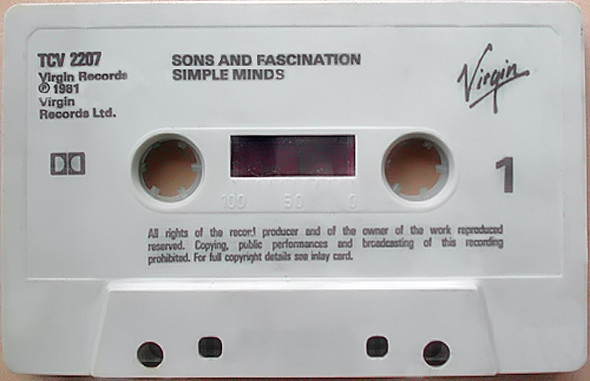 TCV 2207
Virgin Records
℗ 1981
Virgin
Records Ltd.
SONS AND FASCINATION
SIMPLE MINDS
Virgin
1
100 50 0
All rights of the record producer and of the owner of the work reproduced
reserved. Copying, public performances and broadcasting of this recording
prohibited. For full copyright details see inlay card.